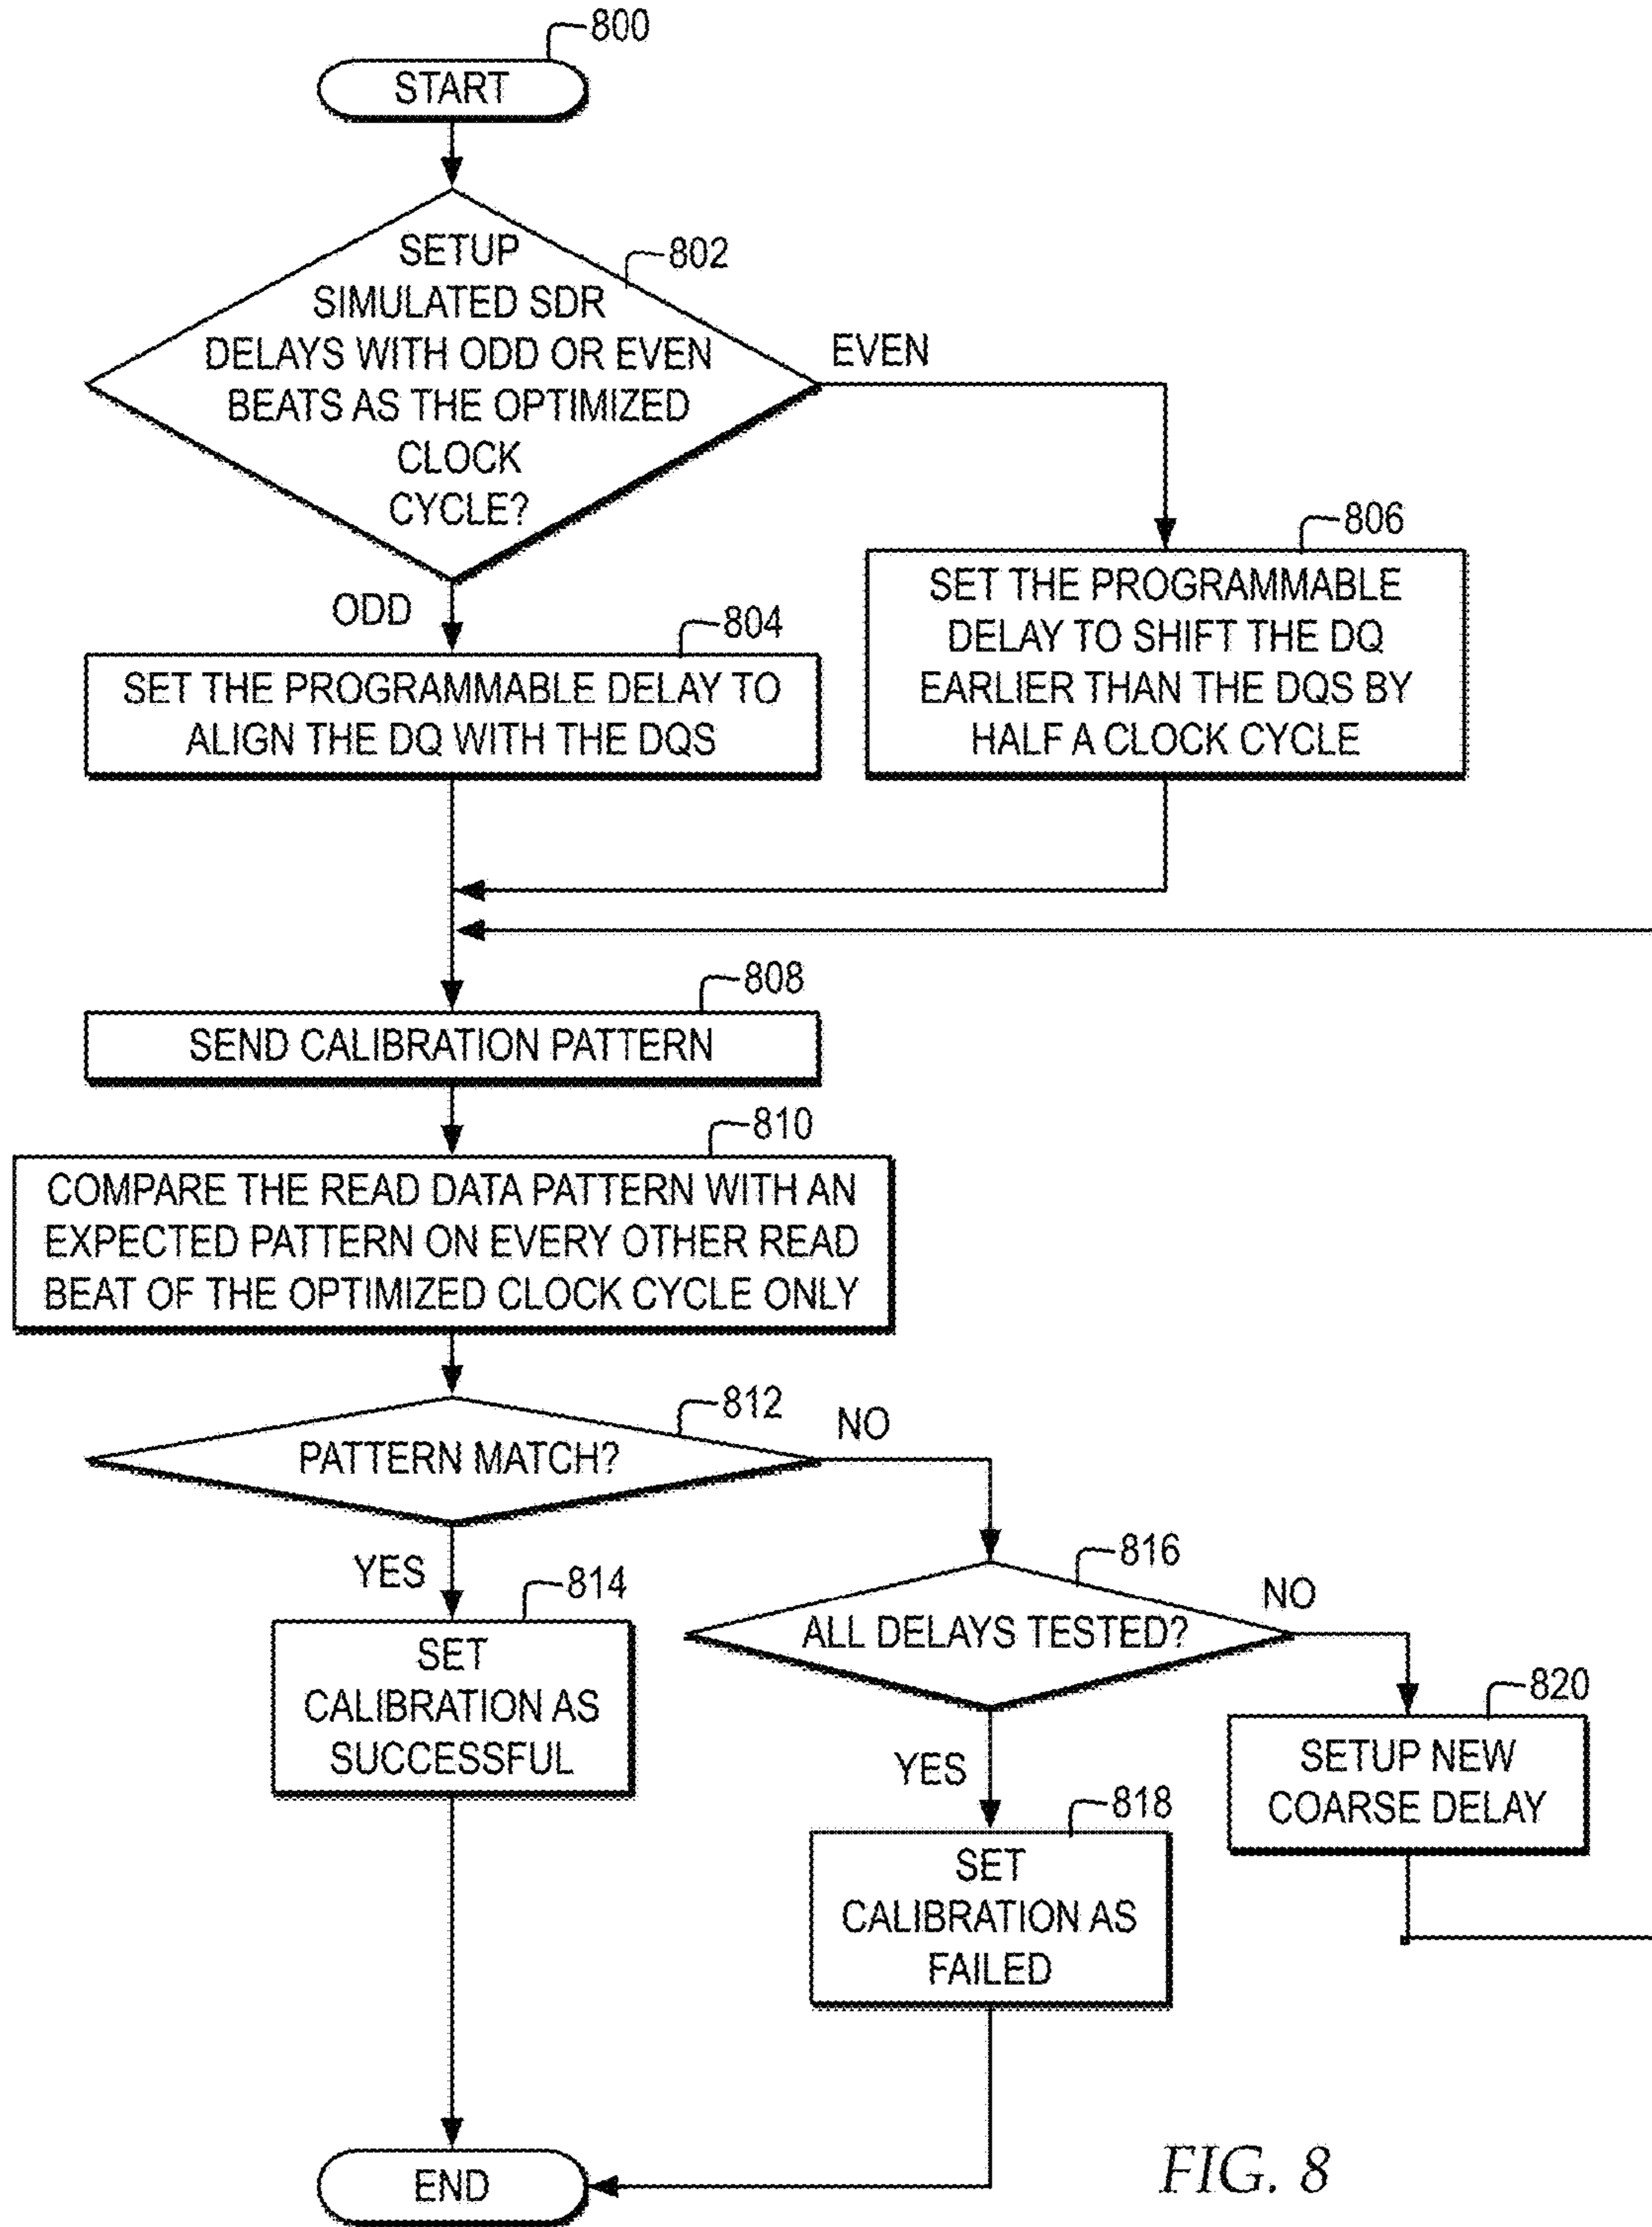 800
START
802
SETUP
SIMULATED SDR
DELAYS WITH ODD OR EVEN
BEATS AS THE OPTIMIZED
CLOCK
CYCLE?
EVEN
ODD
804
SET THE PROGRAMMABLE DELAY TO
ALIGN THE DQ WITH THE DQS
806
SET THE PROGRAMMABLE
DELAY TO SHIFT THE DQ
EARLIER THAN THE DQS BY
HALF A CLOCK CYCLE
808
SEND CALIBRATION PATTERN
810
COMPARE THE READ DATA PATTERN WITH AN
EXPECTED PATTERN ON EVERY OTHER READ
BEAT OF THE OPTIMIZED CLOCK CYCLE ONLY
812
PATTERN MATCH?
NO
YES
814
SET
CALIBRATION AS
SUCCESSFUL
816
ALL DELAYS TESTED?
NO
YES
820
SETUP NEW
COARSE DELAY
818
SET
CALIBRATION AS
FAILED
END
FIG. 8